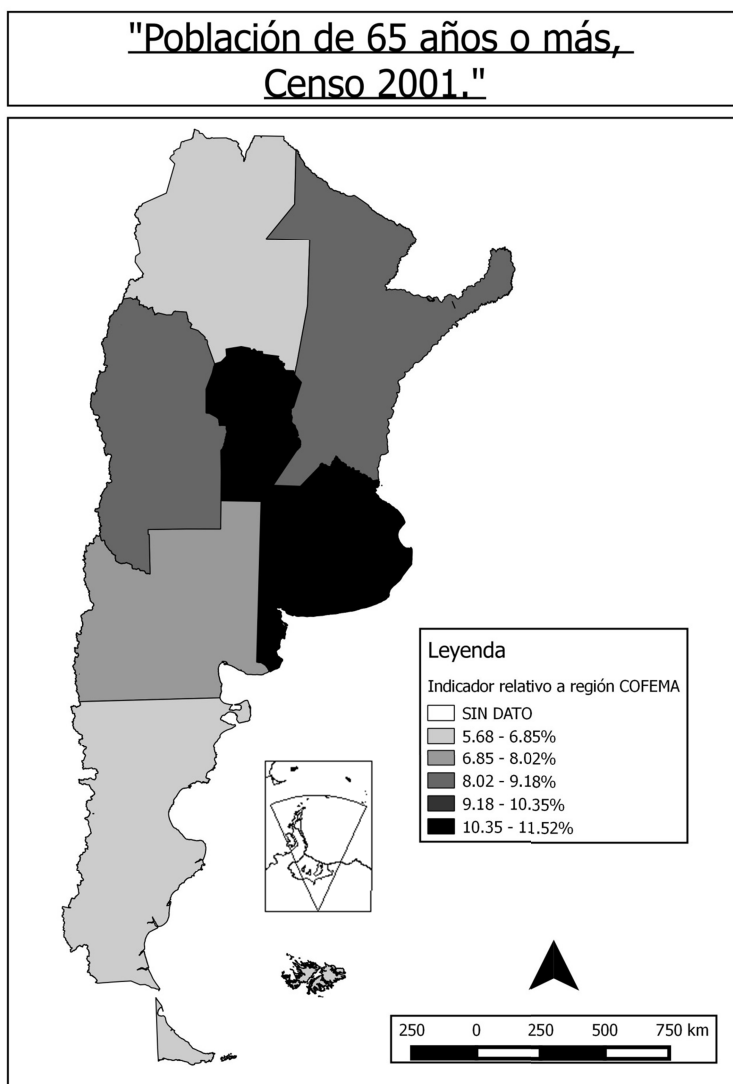 "Población de 65 años o más,
Censo 2001."
Leyenda
Indicador relativo a región COFEMA
SIN DATO
5.68 - 6.85%
6.85 - 8.02%
8.02 - 9.18%
9.18 - 10.35%
10.35 - 11.52%
250 0 250 500 750 km